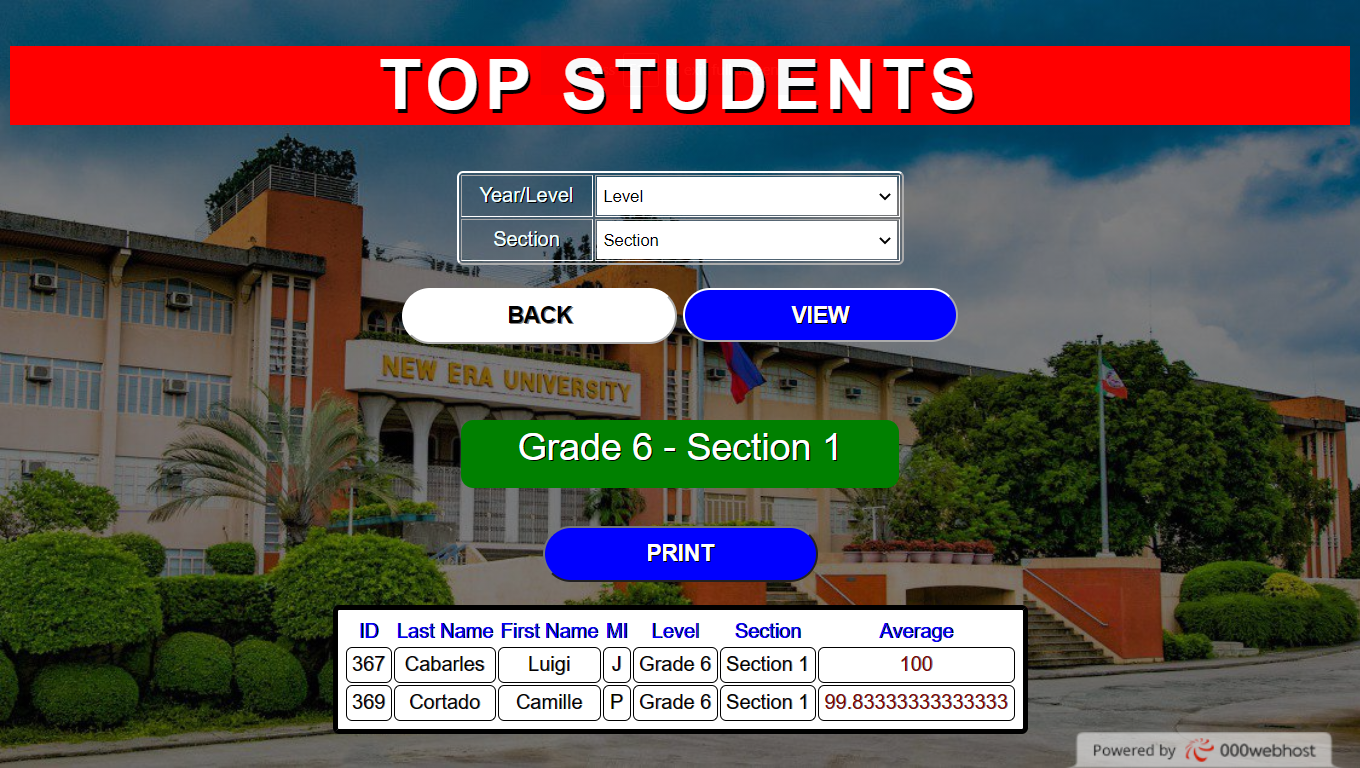 TOP STUDENTS
Year/Level Level
Section Section
BACK VIEW
NEW ERA UNIVERSITY
Grade 6 - Section 1
PRINT
ID Last Name First Name MI Level Section Average
367 Cabarles Luigi J Grade 6 Section 1 100
369 Cortado Camille P Grade 6 Section 1 99.83333333333333
Powered by 000webhost